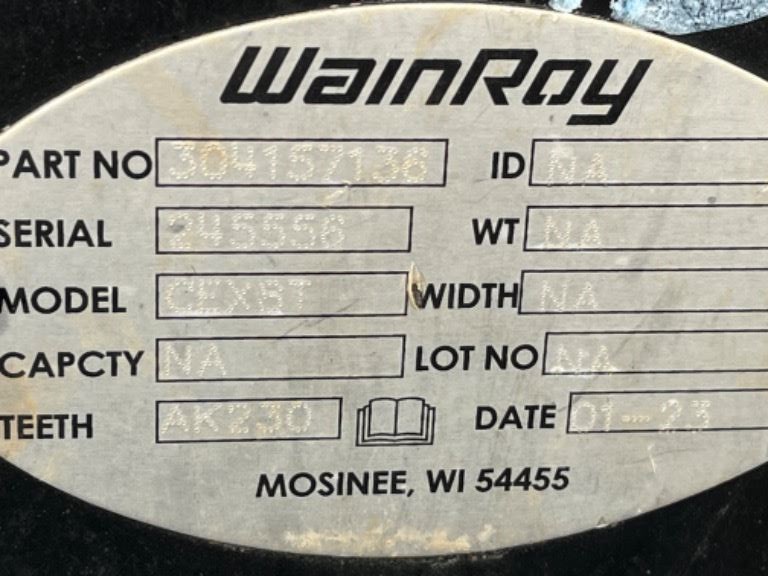 WainRoy
PART NO 304157136 ID NA
SERIAL 245556 WT NA
MODEL CEXBT WIDTH NA
CAPCTY NA LOT NO NA
TEETH AK230 DATE 01-23
MOSINEE, WI 54455